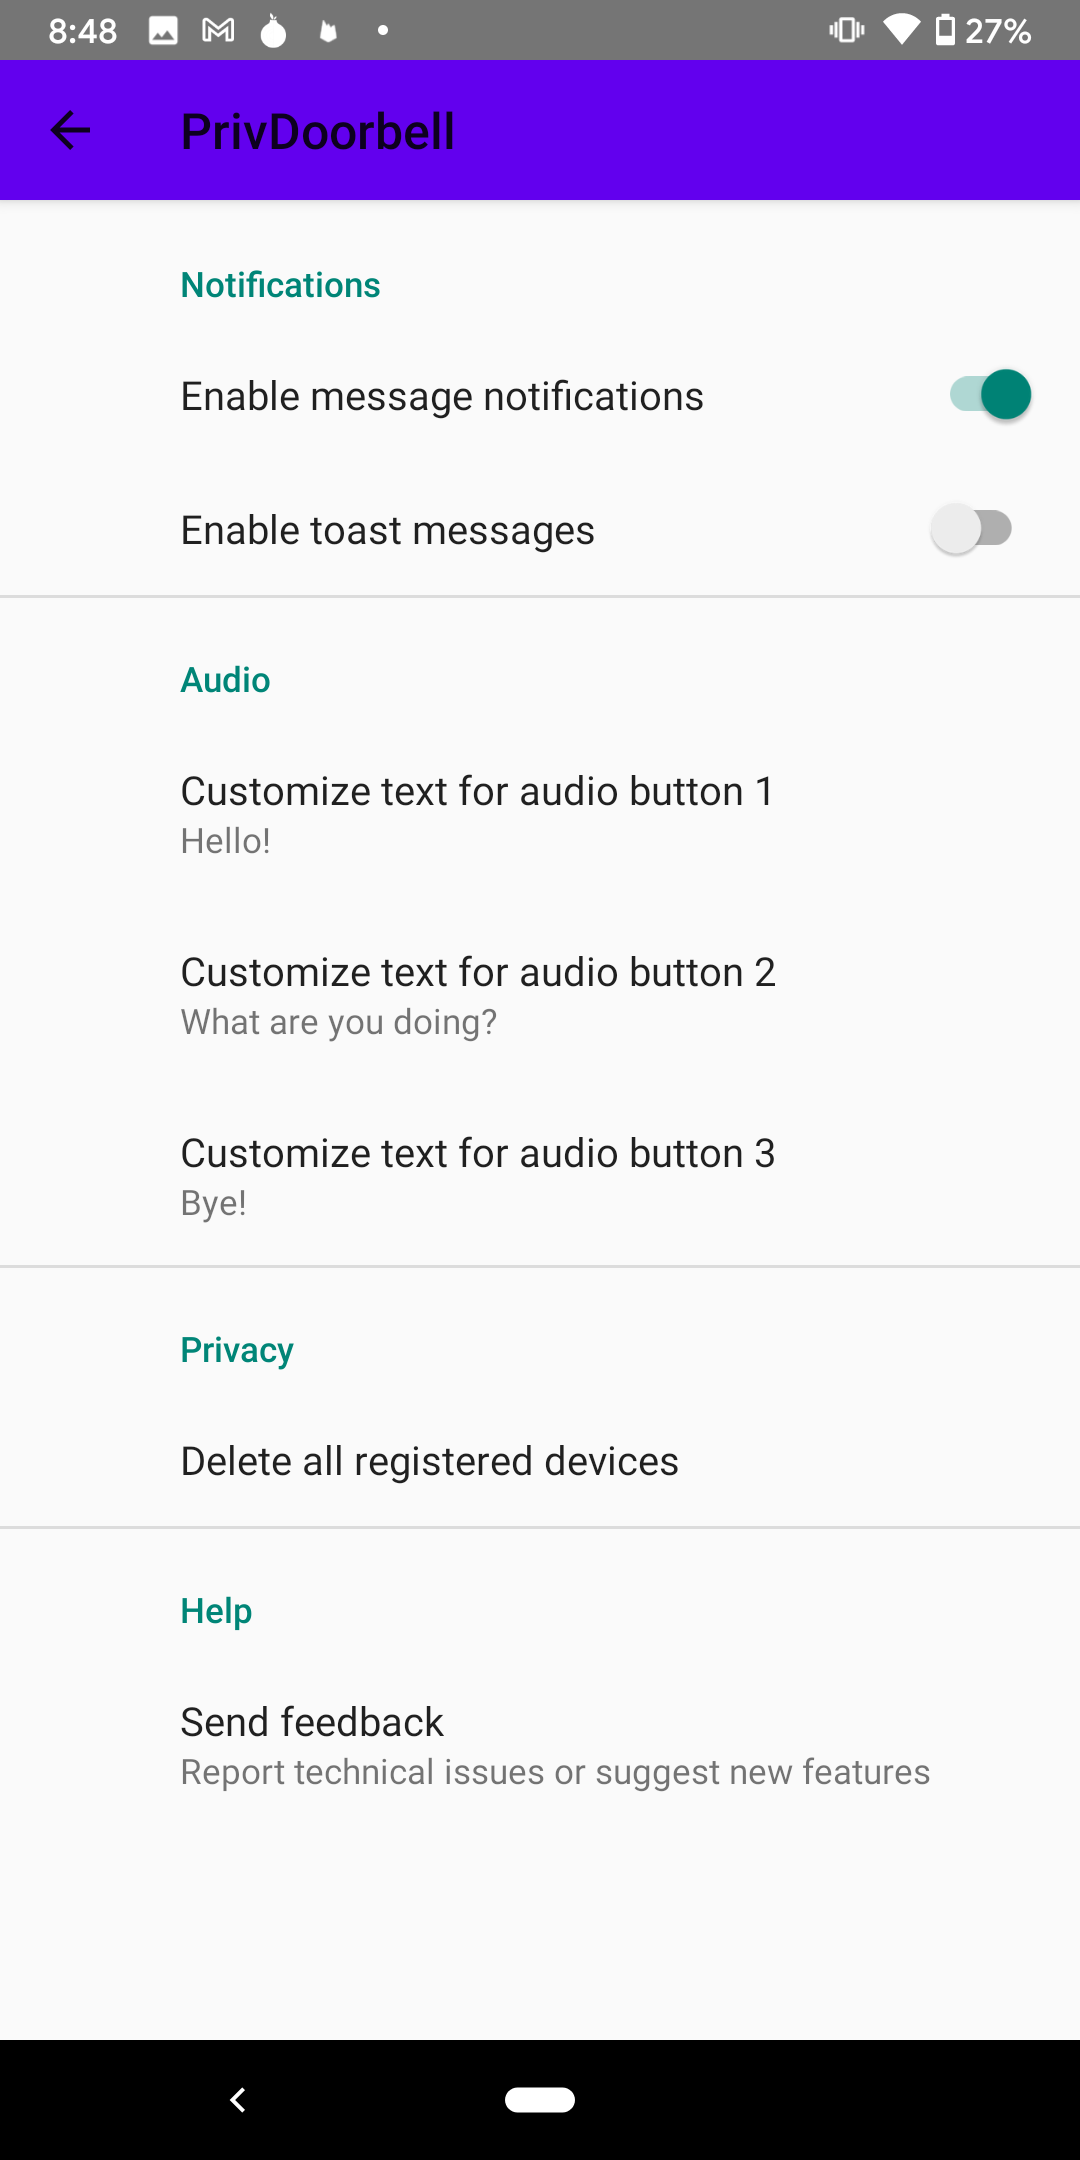 8:48 27%
PrivDoorbell
Notifications
Enable message notifications
Enable toast messages
Audio
Customize text for audio button 1
Hello!
Customize text for audio button 2
What are you doing?
Customize text for audio button 3
Bye!
Privacy
Delete all registered devices
Help
Send feedback
Report technical issues or suggest new features